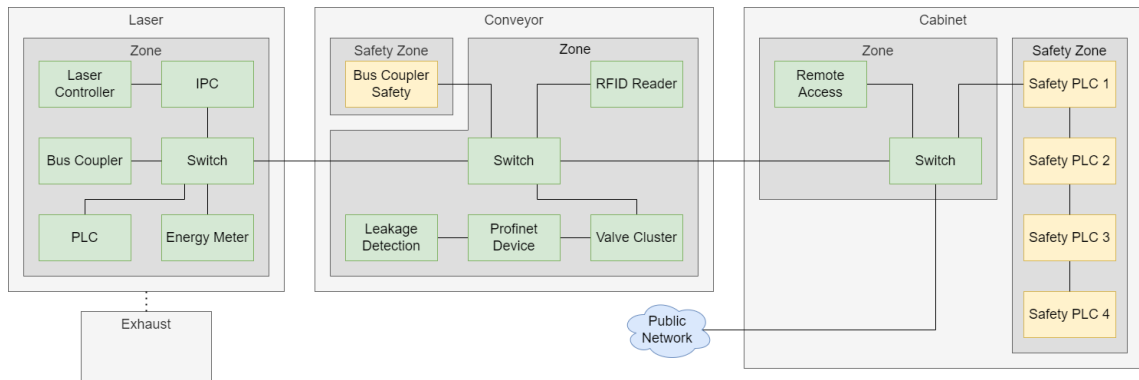 Laser
Zone
Laser
Controller
IPC
Bus Coupler
Switch
PLC
Energy Meter
Exhaust
Conveyor
Safety Zone
Bus Coupler
Safety
Zone
RFID Reader
Switch
Leakage
Detection
Profinet
Device
Valve Cluster
Public
Network
Cabinet
Zone
Remote
Access
Switch
Safety Zone
Safety PLC 1
Safety PLC 2
Safety PLC 3
Safety PLC 4